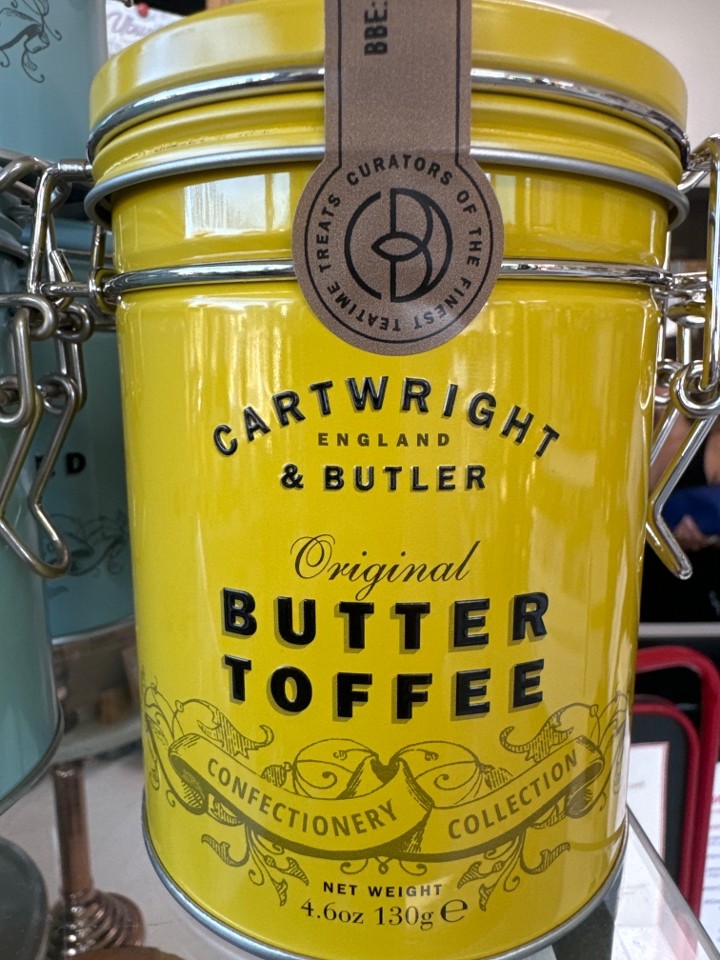 BBE:
CURATORS OF THE FINEST TEATIME TREATS
CARTWRIGHT
ENGLAND
& BUTLER
Original
BUTTER
TOFFEE
CONFECTIONERY COLLECTION
NET WEIGHT
4.6oz 130g ℮